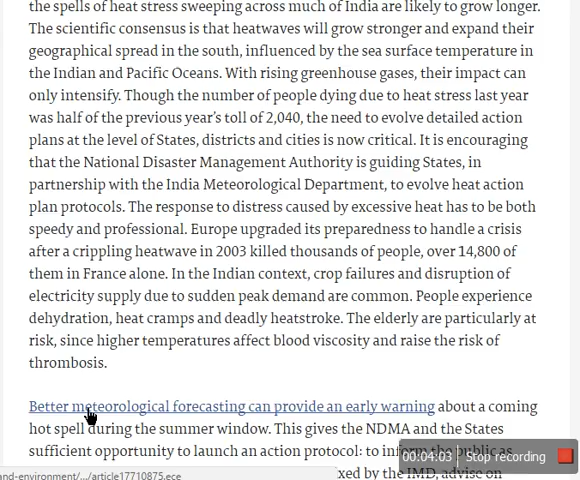 the spells of heat stress sweeping across much of India are likely to grow longer.
The scientific consensus is that heatwaves will grow stronger and expand their
geographical spread in the south, influenced by the sea surface temperature in
the Indian and Pacific Oceans. With rising greenhouse gases, their impact can
only intensify. Though the number of people dying due to heat stress last year
was half of the previous year’s toll of 2,040, the need to evolve detailed action
plans at the level of States, districts and cities is now critical. It is encouraging
that the National Disaster Management Authority is guiding States, in
partnership with the India Meteorological Department, to evolve heat action
plan protocols. The response to distress caused by excessive heat has to be both
speedy and professional. Europe upgraded its preparedness to handle a crisis
after a crippling heatwave in 2003 killed thousands of people, over 14,800 of
them in France alone. In the Indian context, crop failures and disruption of
electricity supply due to sudden peak demand are common. People experience
dehydration, heat cramps and deadly heatstroke. The elderly are particularly at
risk, since higher temperatures affect blood viscosity and raise the risk of
thrombosis.
Better meteorological forecasting can provide an early warning about a coming
hot spell during the summer window. This gives the NDMA and the States
sufficient opportunity to launch an action protocol: to inform the public as
00:04:03 Stop recording
and-environment/.../article17710875.ece
xed by the IMD, advise on